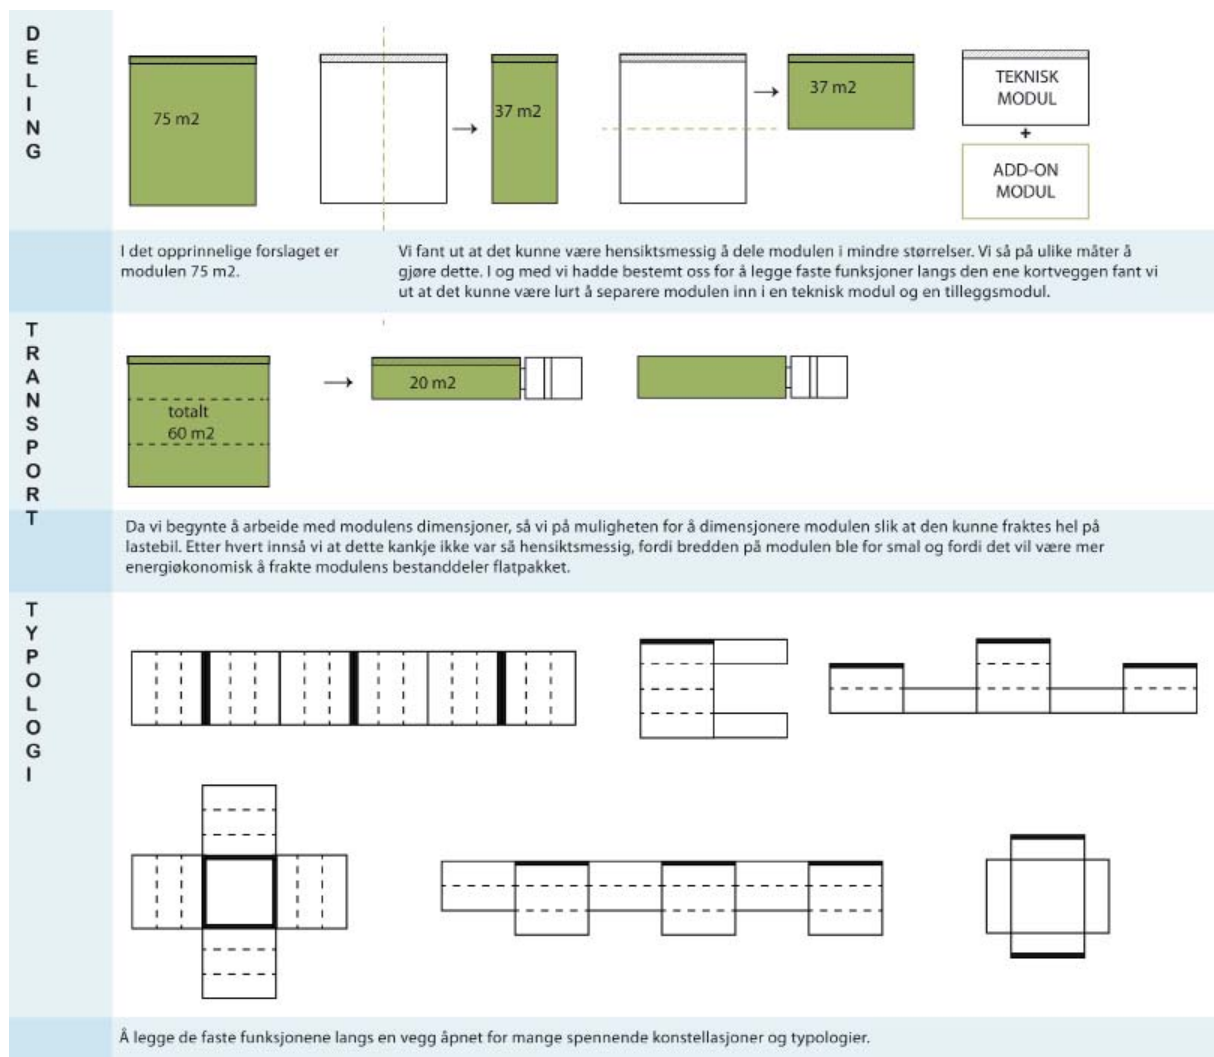 DELING
75 m2
37 m2
37 m2
TEKNISK
MODUL
+
ADD-ON
MODUL
I det opprinnelige forslaget er
modulen 75 m2.
Vi fant ut at det kunne være hensiktsmessig å dele modulen i mindre størrelser. Vi så på ulike måter å
gjøre dette. I og med vi hadde bestemt oss for å legge faste funksjoner langs den ene kortveggen fant vi
ut at det kunne være lurt å separere modulen inn i en teknisk modul og en tilleggsmodul.
TRANSPORT
totalt
60 m2
20 m2
Da vi begynte å arbeide med modulens dimensjoner, så vi på muligheten for å dimensjonere modulen slik at den kunne fraktes hel på
lastebil. Etter hvert innså vi at dette kankje ikke var så hensiktsmessig, fordi bredden på modulen ble for smal og fordi det vil være mer
energiøkonomisk å frakte modulens bestanddeler flatpakket.
TYPOLOGI
Å legge de faste funksjonene langs en vegg åpnet for mange spennende konstellasjoner og typologier.